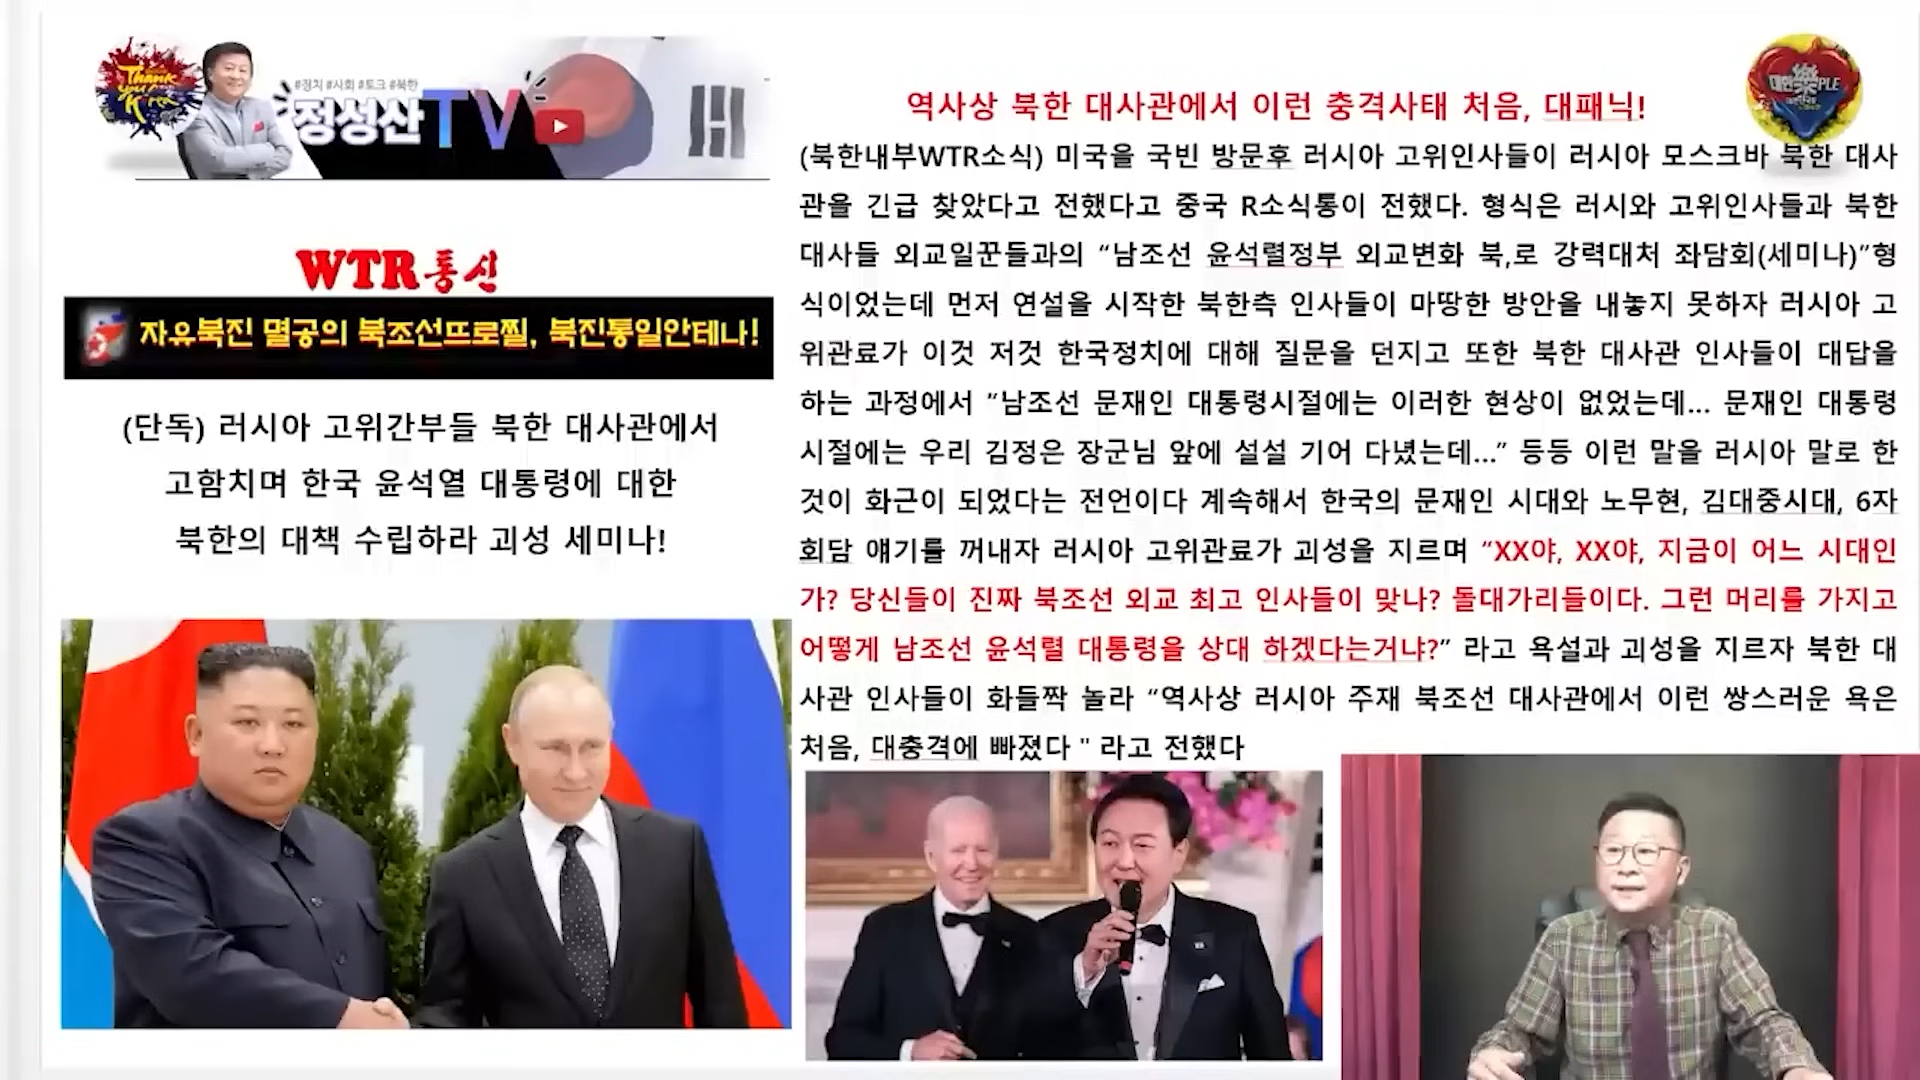 Thank you Korea
#정치 #사회 #토크 #북한
정성산TV
WTR통신
자유북진 멸공의 북조선뜨로찔, 북진통일안테나!
(단독) 러시아 고위간부들 북한 대사관에서
고함치며 한국 윤석열 대통령에 대한
북한의 대책 수립하라 괴성 세미나!
역사상 북한 대사관에서 이런 충격사태 처음, 대패닉!
(북한내부WTR소식) 미국을 국빈 방문후 러시아 고위인사들이 러시아 모스크바 북한 대사
관을 긴급 찾았다고 전했다고 중국 R소식통이 전했다. 형식은 러시와 고위인사들과 북한
대사들 외교일꾼들과의 “남조선 윤석렬정부 외교변화 북,로 강력대처 좌담회(세미나)”형
식이었는데 먼저 연설을 시작한 북한측 인사들이 마땅한 방안을 내놓지 못하자 러시아 고
위관료가 이것 저것 한국정치에 대해 질문을 던지고 또한 북한 대사관 인사들이 대답을
하는 과정에서 “남조선 문재인 대통령시절에는 이러한 현상이 없었는데... 문재인 대통령
시절에는 우리 김정은 장군님 앞에 설설 기어 다녔는데...” 등등 이런 말을 러시아 말로 한
것이 화근이 되었다는 전언이다 계속해서 한국의 문재인 시대와 노무현, 김대중시대, 6자
회담 얘기를 꺼내자 러시아 고위관료가 괴성을 지르며 “XX야, XX야, 지금이 어느 시대인
가? 당신들이 진짜 북조선 외교 최고 인사들이 맞나? 돌대가리들이다. 그런 머리를 가지고
어떻게 남조선 윤석렬 대통령을 상대 하겠다는거냐?” 라고 욕설과 괴성을 지르자 북한 대
사관 인사들이 화들짝 놀라 “역사상 러시아 주재 북조선 대사관에서 이런 쌍스러운 욕은
처음, 대충격에 빠졌다 " 라고 전했다